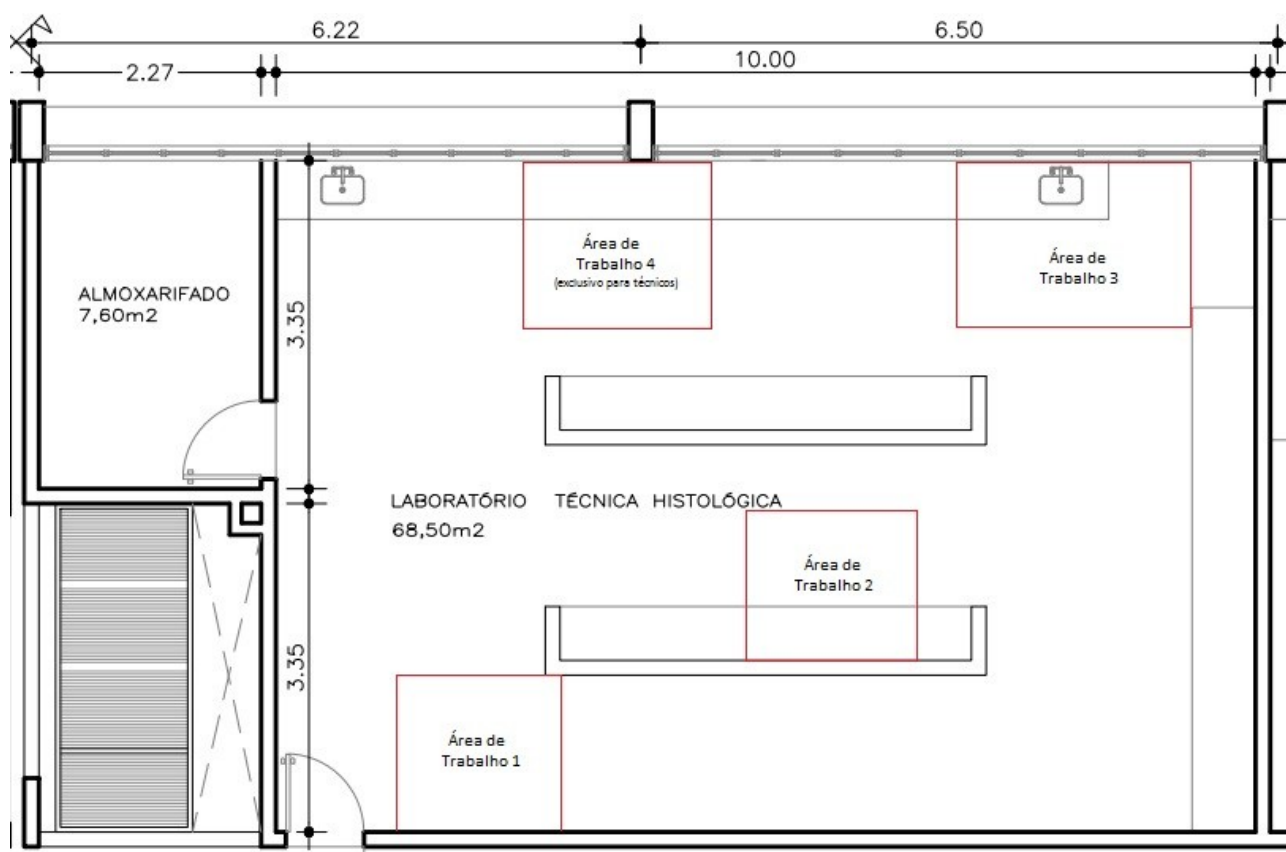 6.22
6.50
2.27
10.00
Área de
Trabalho 4
(exclusivo para técnicos)
Área de
Trabalho 3
ALMOXARIFADO
7,60m2
3.35
LABORATÓRIO TÉCNICA HISTOLÓGICA
68,50m2
Área de
Trabalho 2
3.35
Área de
Trabalho 1